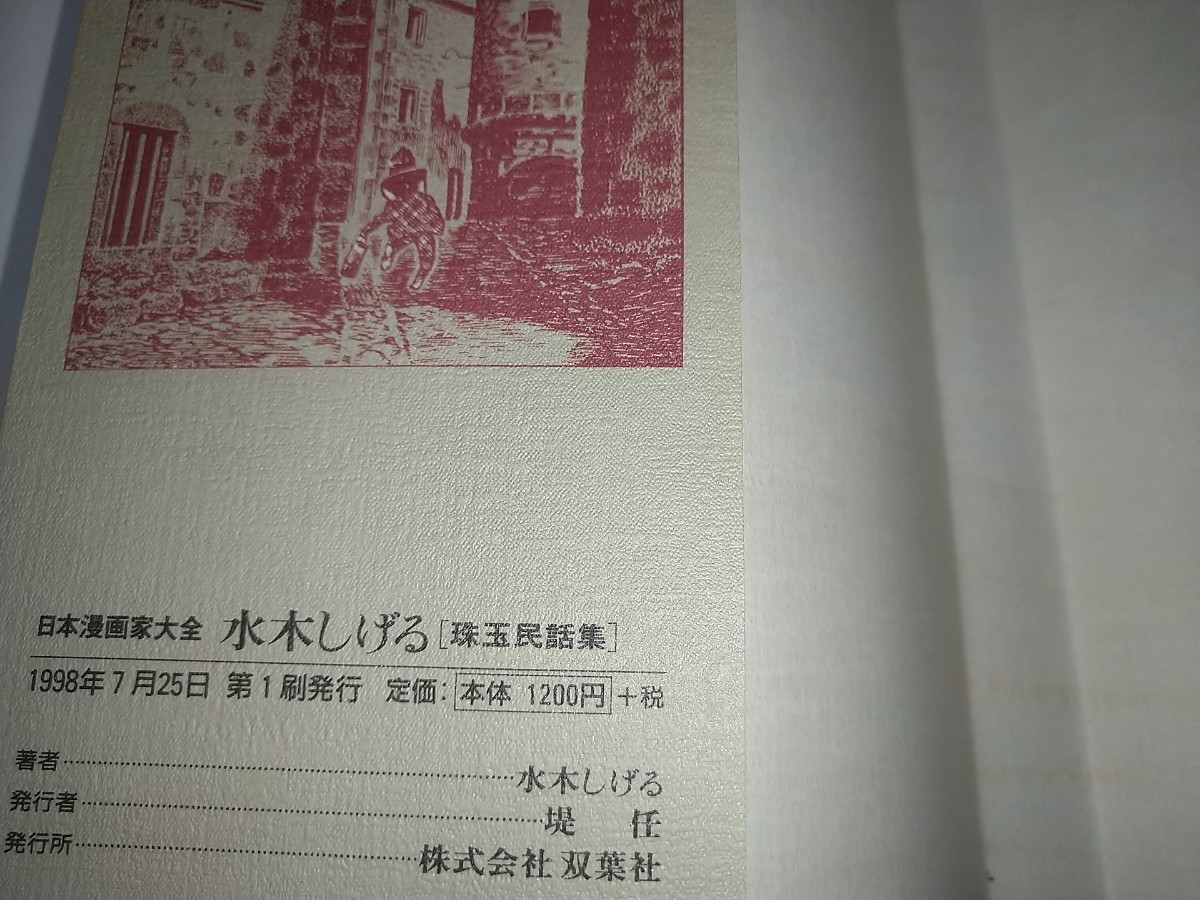 日本漫画家大全 水木しげる[珠玉民話集]
1998年7月25日 第1刷発行 定価:本体 1200円+税
著者……………………………水木しげる
発行者……………………………堤 任
発行所……………………株式会社 双葉社